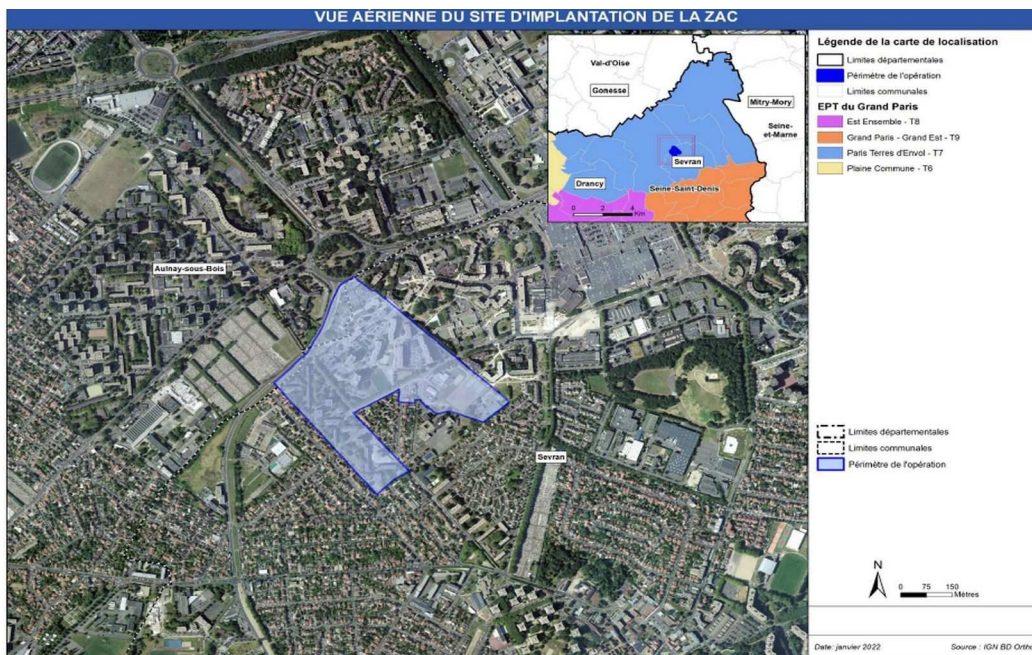 VUE AÉRIENNE DU SITE D'IMPLANTATION DE LA ZAC
Val-d'Oise
Gonesse
Mitry-Mory
Seine-
et-Marne
Sevran
Drancy
Seine-Saint-Denis
0 2 4
Km
Aulnay-sous-Bois
Sevran
Légende de la carte de localisation
Limites départementales
Périmètre de l'opération
Limites communales
EPT du Grand Paris
Est Ensemble - T8
Grand Paris - Grand Est - T9
Paris Terres d'Envol - T7
Plaine Commune - T6
Limites départementales
Limites communales
Périmètre de l'opération
N
0 75 150
Mètres
Date: janvier 2022
Source : IGN BD Ortho